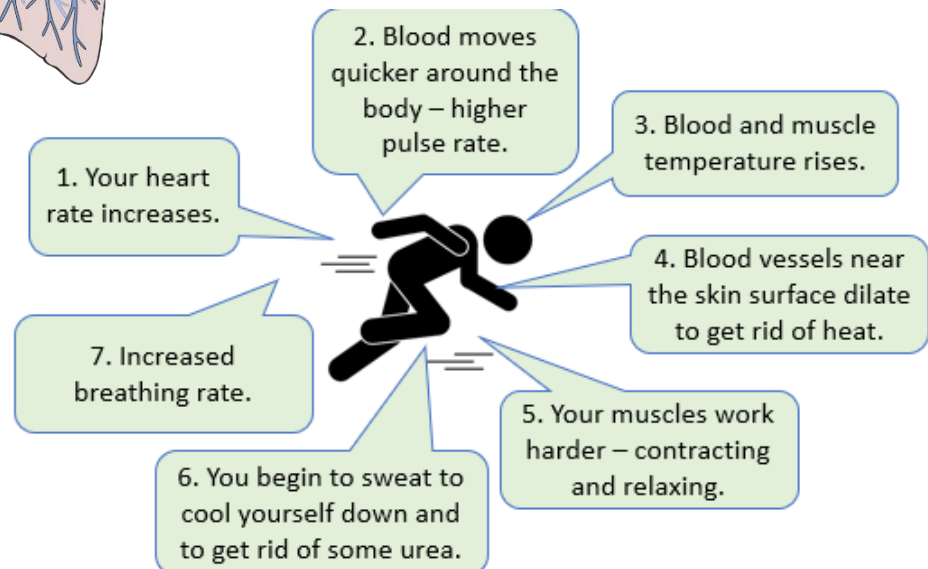 1. Your heart
rate increases.
2. Blood moves
quicker around the
body – higher
pulse rate.
3. Blood and muscle
temperature rises.
4. Blood vessels near
the skin surface dilate
to get rid of heat.
5. Your muscles work
harder – contracting
and relaxing.
6. You begin to sweat to
cool yourself down and
to get rid of some urea.
7. Increased
breathing rate.